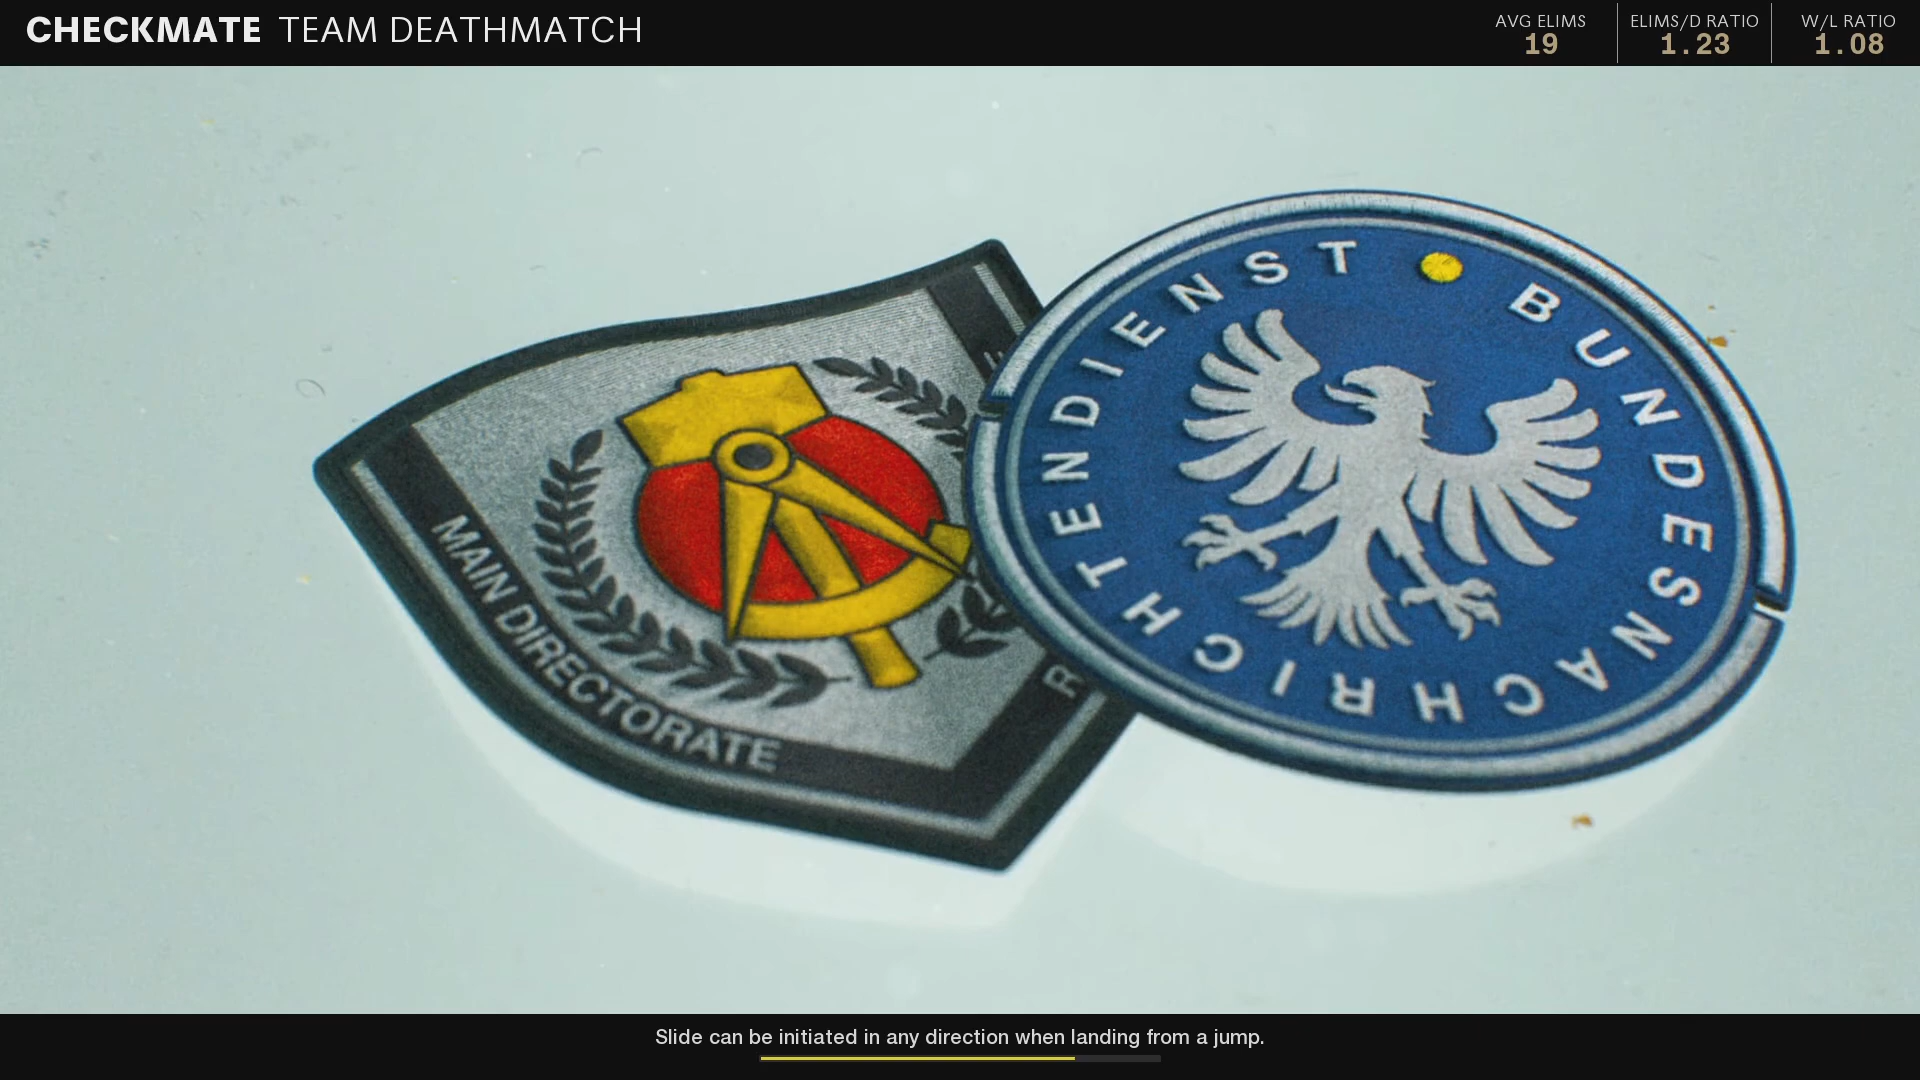 CHECKMATE TEAM DEATHMATCH
AVG ELIMS
19
ELIMS/D RATIO
1.23
W/L RATIO
1.08
MAIN DIRECTORATE
R
BUNDESNACHRICHTENDIENST
Slide can be initiated in any direction when landing from a jump.